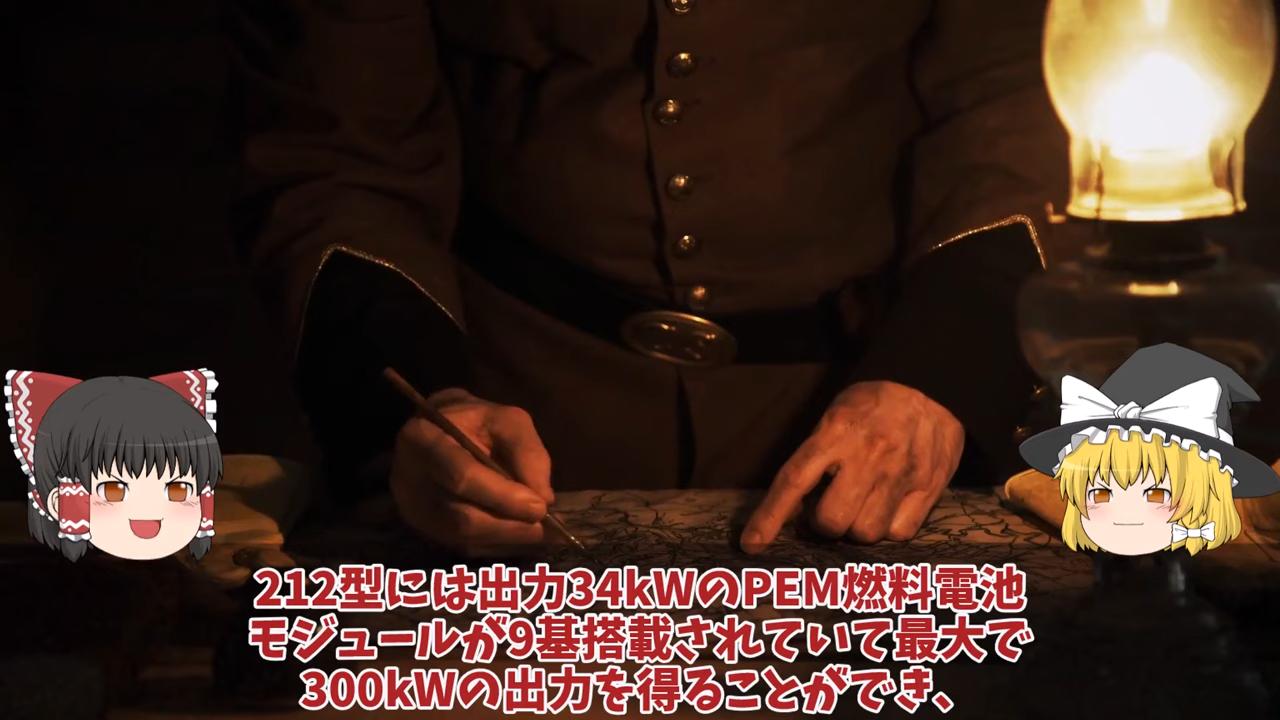 212型には出力34kWのPEM燃料電池
モジュールが9基搭載されていて最大で
300kWの出力を得ることができ、